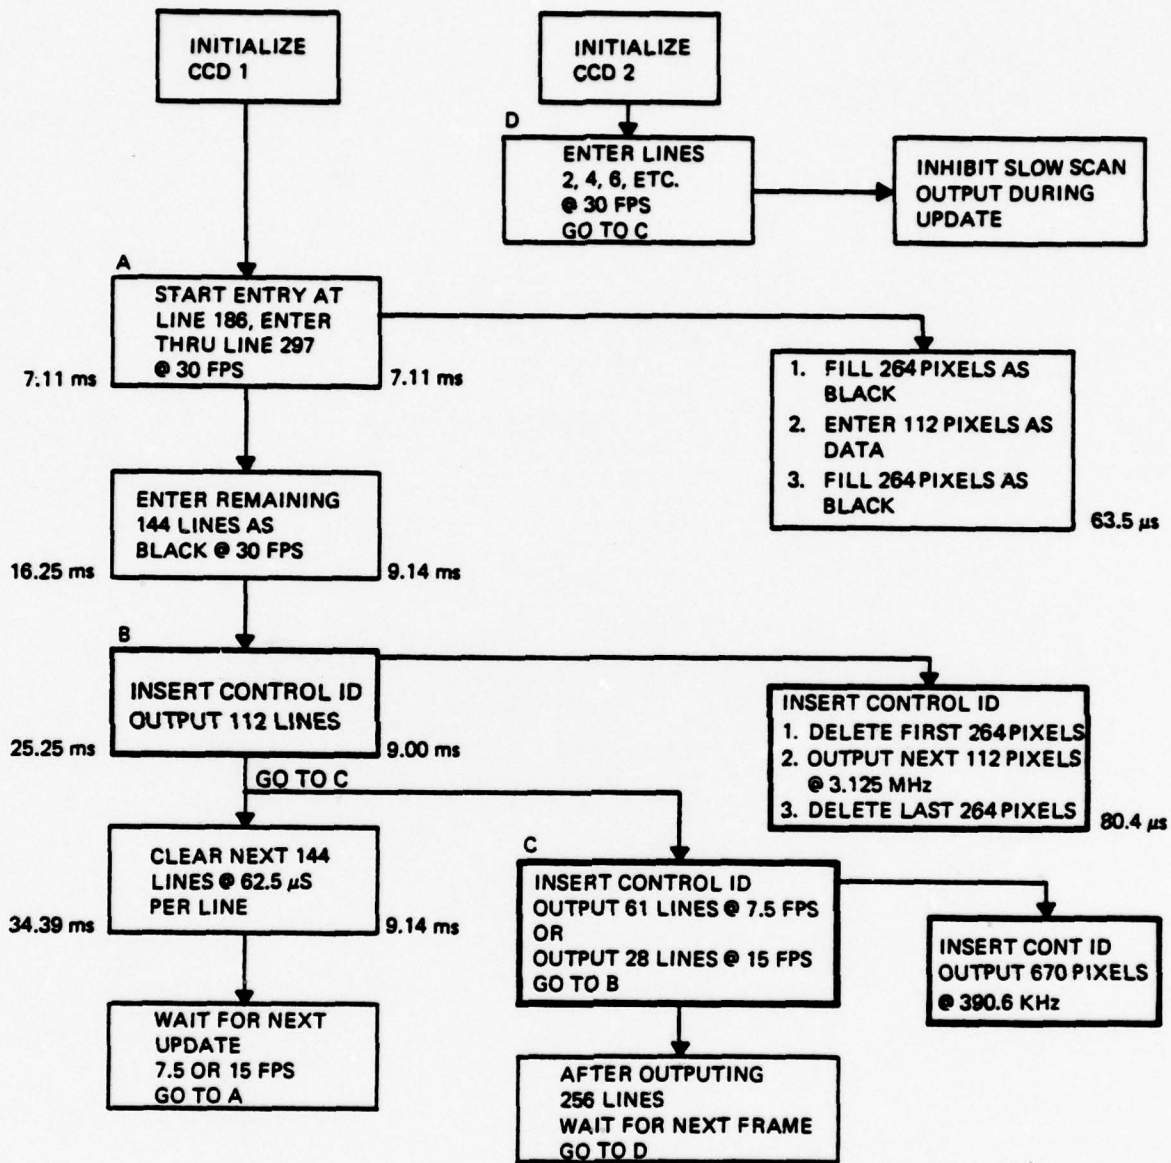 INITIALIZE
CCD 1
INITIALIZE
CCD 2
D
ENTER LINES
2, 4, 6, ETC.
@ 30 FPS
GO TO C
INHIBIT SLOW SCAN
OUTPUT DURING
UPDATE
A
START ENTRY AT
LINE 186, ENTER
THRU LINE 297
@ 30 FPS
7.11 ms
7.11 ms
1. FILL 264 PIXELS AS
BLACK
2. ENTER 112 PIXELS AS
DATA
3. FILL 264 PIXELS AS
BLACK
63.5 µs
ENTER REMAINING
144 LINES AS
BLACK @ 30 FPS
16.25 ms
9.14 ms
B
INSERT CONTROL ID
OUTPUT 112 LINES
25.25 ms
9.00 ms
INSERT CONTROL ID
1. DELETE FIRST 264 PIXELS
2. OUTPUT NEXT 112 PIXELS
@ 3.125 MHz
3. DELETE LAST 264 PIXELS
80.4 µs
GO TO C
CLEAR NEXT 144
LINES @ 62.5 µS
PER LINE
34.39 ms
9.14 ms
C
INSERT CONTROL ID
OUTPUT 61 LINES @ 7.5 FPS
OR
OUTPUT 28 LINES @ 15 FPS
GO TO B
INSERT CONT ID
OUTPUT 670 PIXELS
@ 390.6 KHz
WAIT FOR NEXT
UPDATE
7.5 OR 15 FPS
GO TO A
AFTER OUTPUTING
256 LINES
WAIT FOR NEXT FRAME
GO TO D